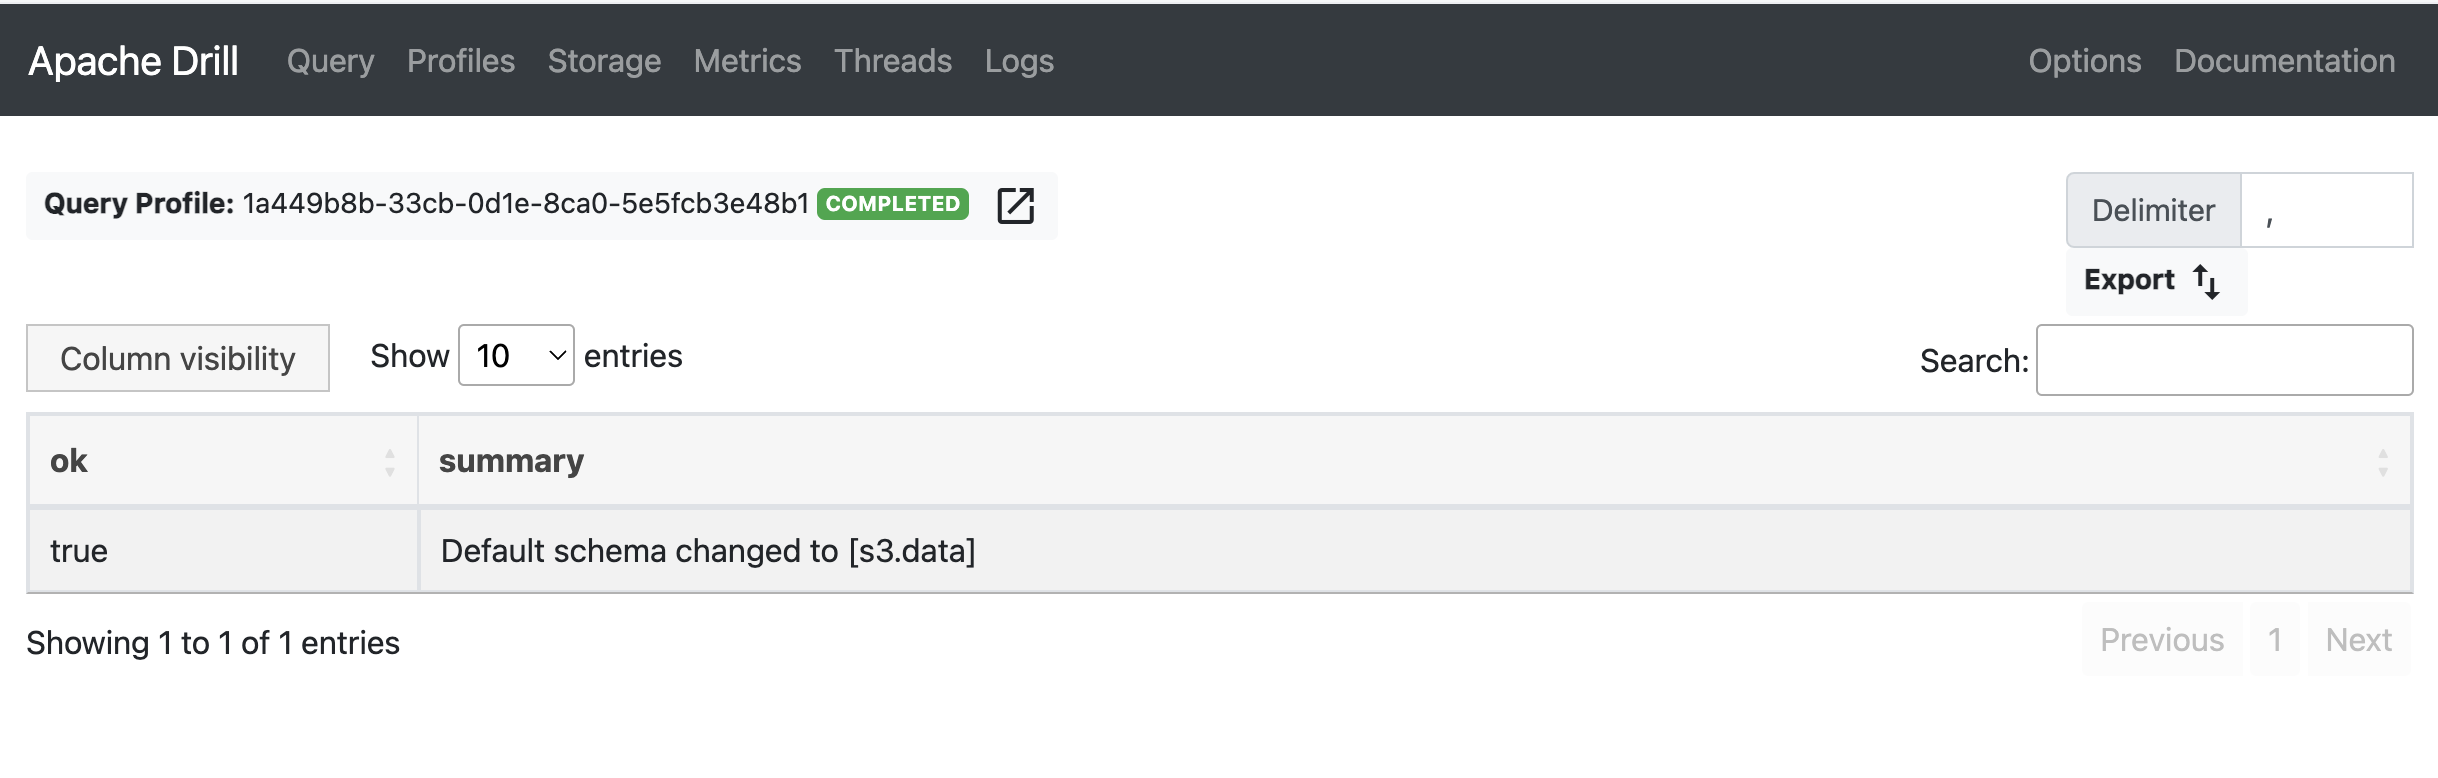 Apache Drill Query Profiles Storage Metrics Threads Logs Options Documentation
Query Profile: 1a449b8b-33cb-0d1e-8ca0-5e5fcb3e48b1 COMPLETED
Delimiter ,
Export
Column visibility Show 10 entries Search:
ok summary
true Default schema changed to [s3.data]
Showing 1 to 1 of 1 entries Previous 1 Next